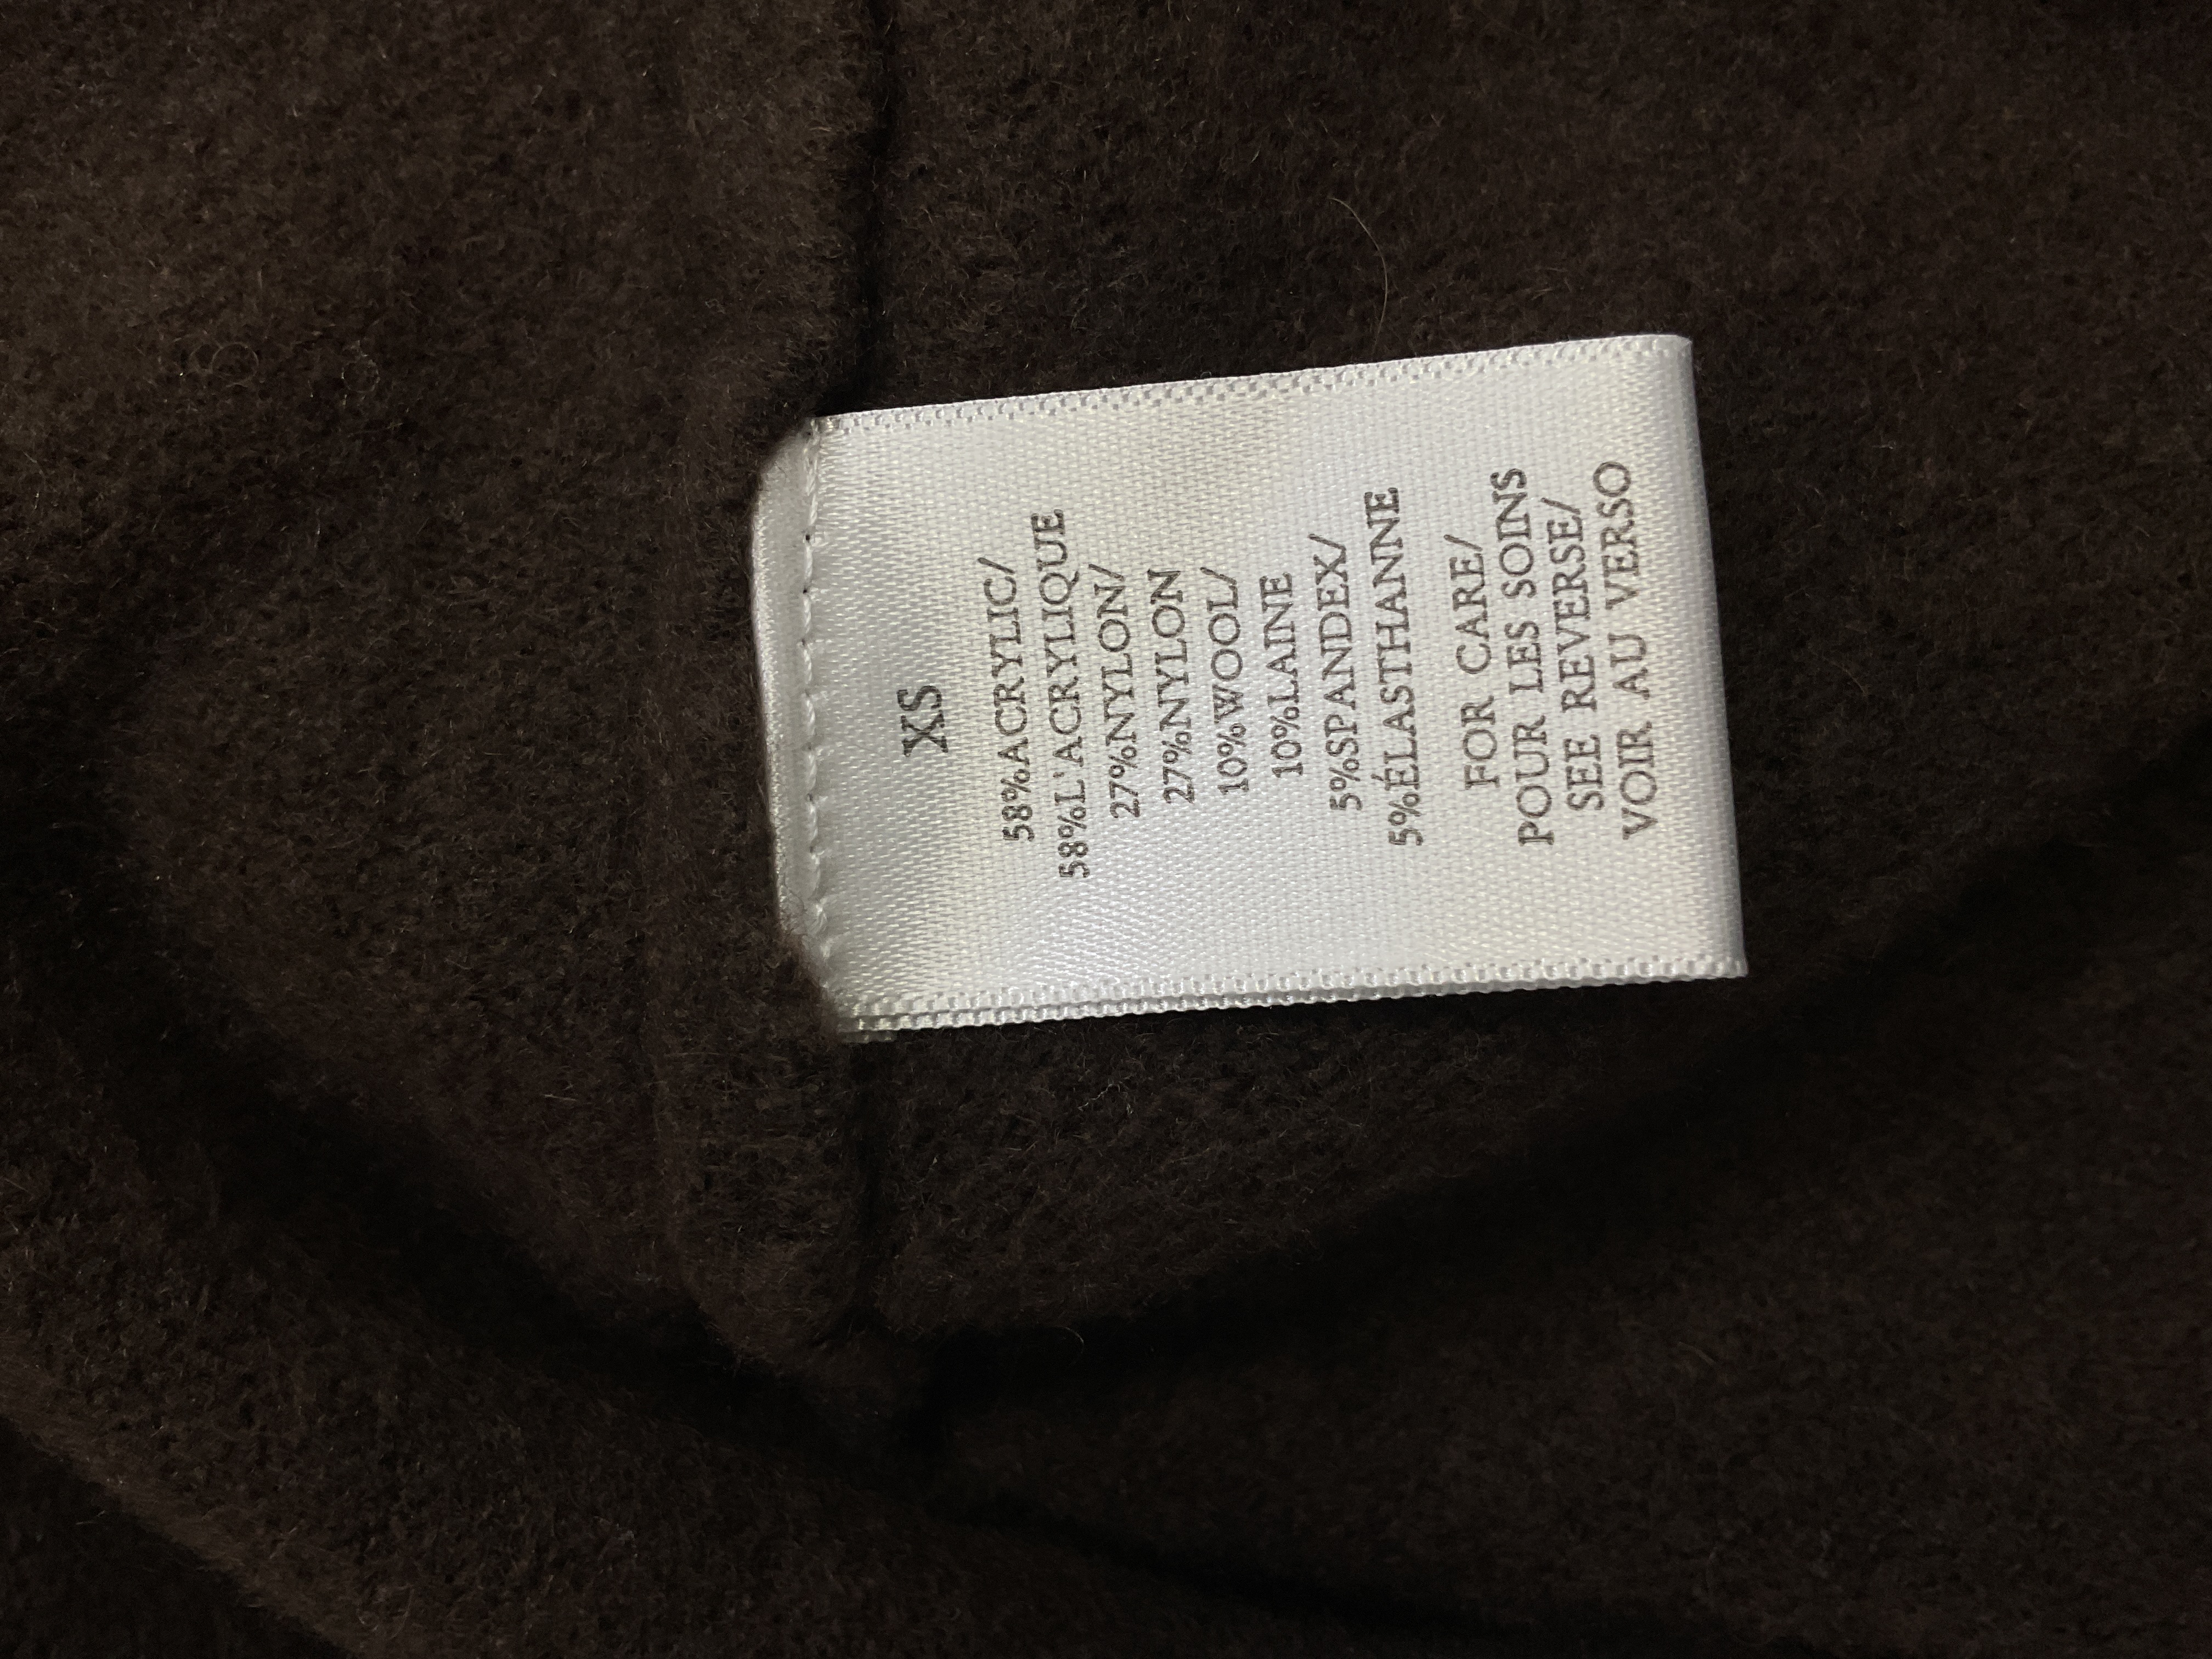 XS
58%ACRYLIC/
58%L'ACRYLIQUE
27%NYLON/
27%NYLON
10%WOOL/
10%LAINE
5%SPANDEX/
5%ÉLASTHANNE
FOR CARE/
POUR LES SOINS
SEE REVERSE/
VOIR AU VERSO